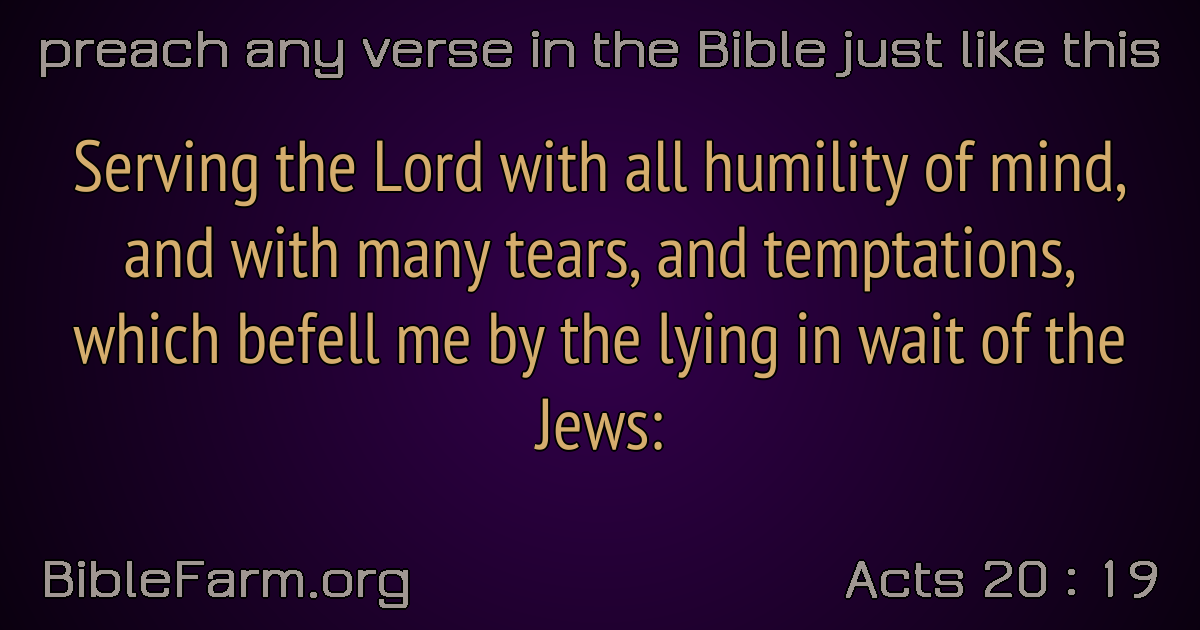 preach any verse in the Bible just like this
Serving the Lord with all humility of mind,
and with many tears, and temptations,
which befell me by the lying in wait of the
Jews:
BibleFarm.org
Acts 20 : 19